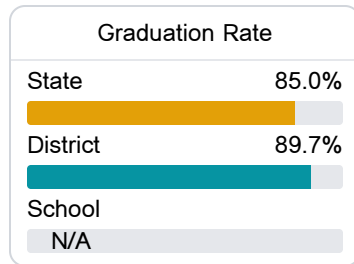 Graduation Rate
State 85.0%
District 89.7%
School
N/A